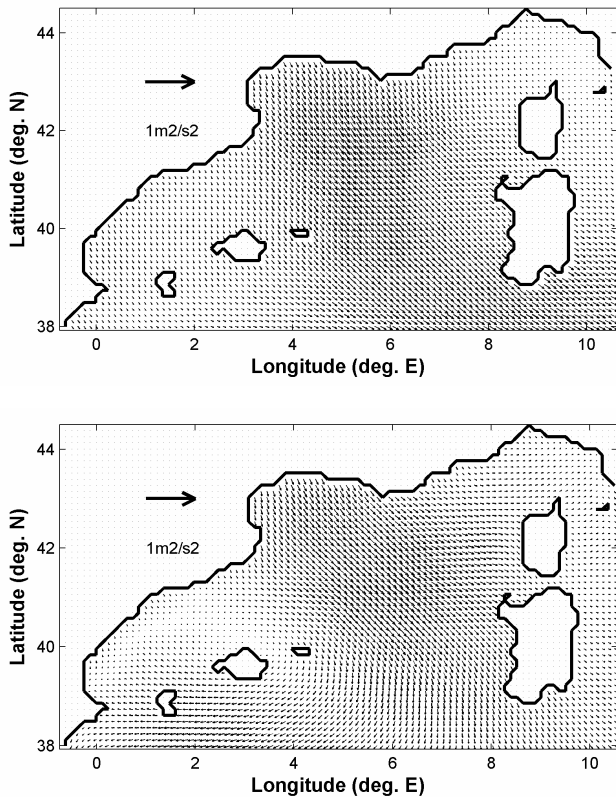 44
42
40
38
Latitude (deg. N)
1m2/s2
0 2 4 6 8 10
Longitude (deg. E)
44
42
40
38
Latitude (deg. N)
1m2/s2
0 2 4 6 8 10
Longitude (deg. E)